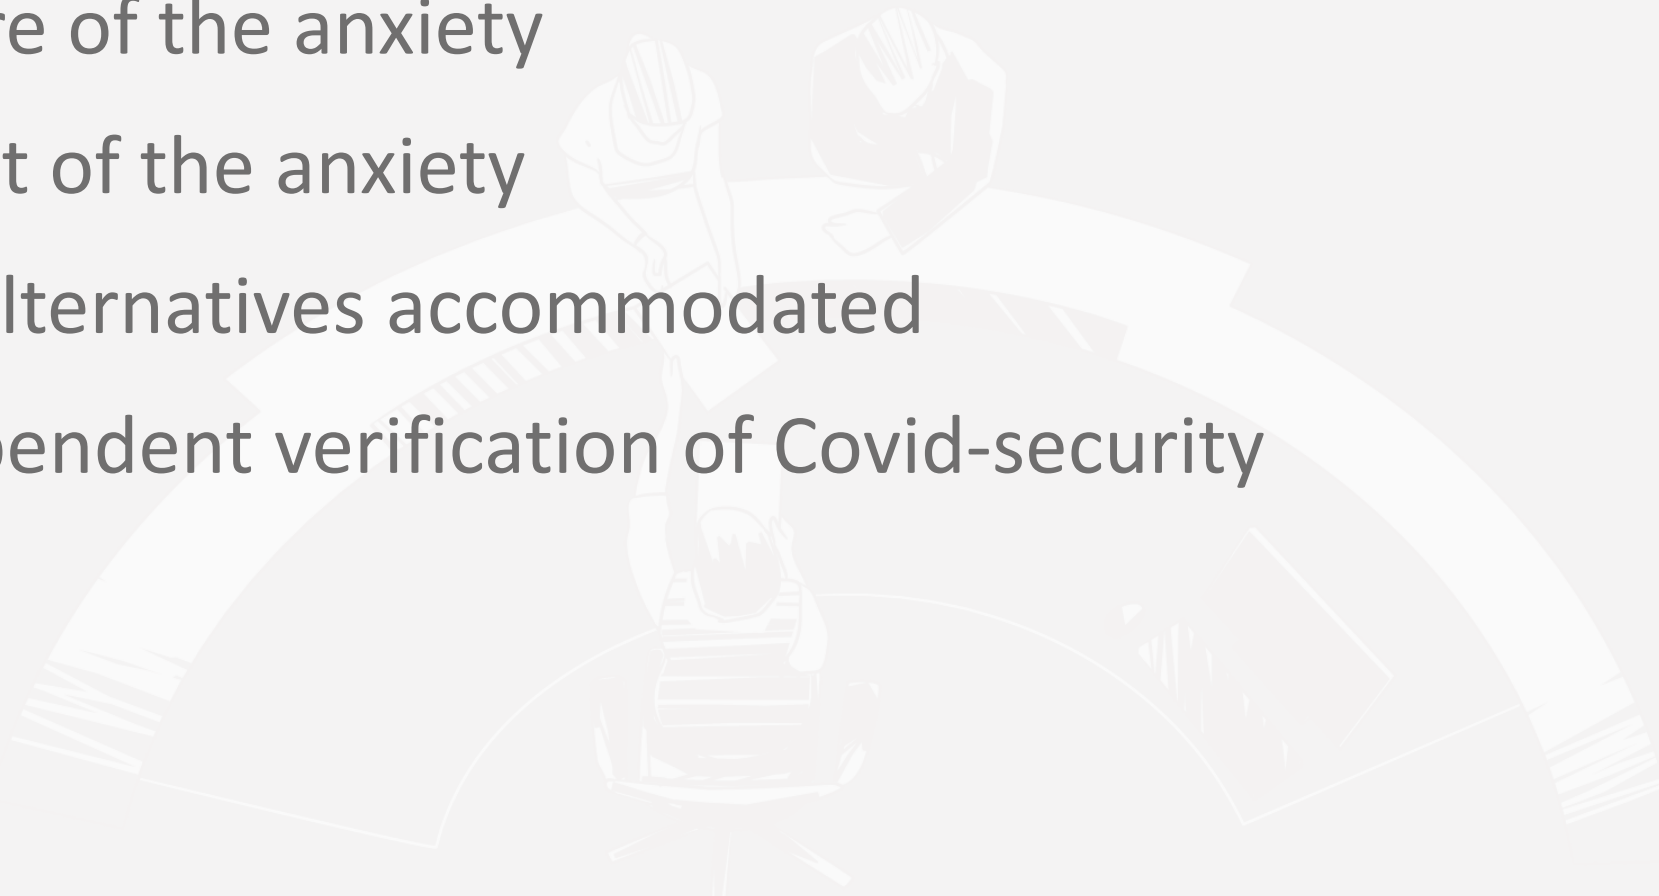 re of the anxiety
t of the anxiety
lternatives accommodated
pendent verification of Covid-security